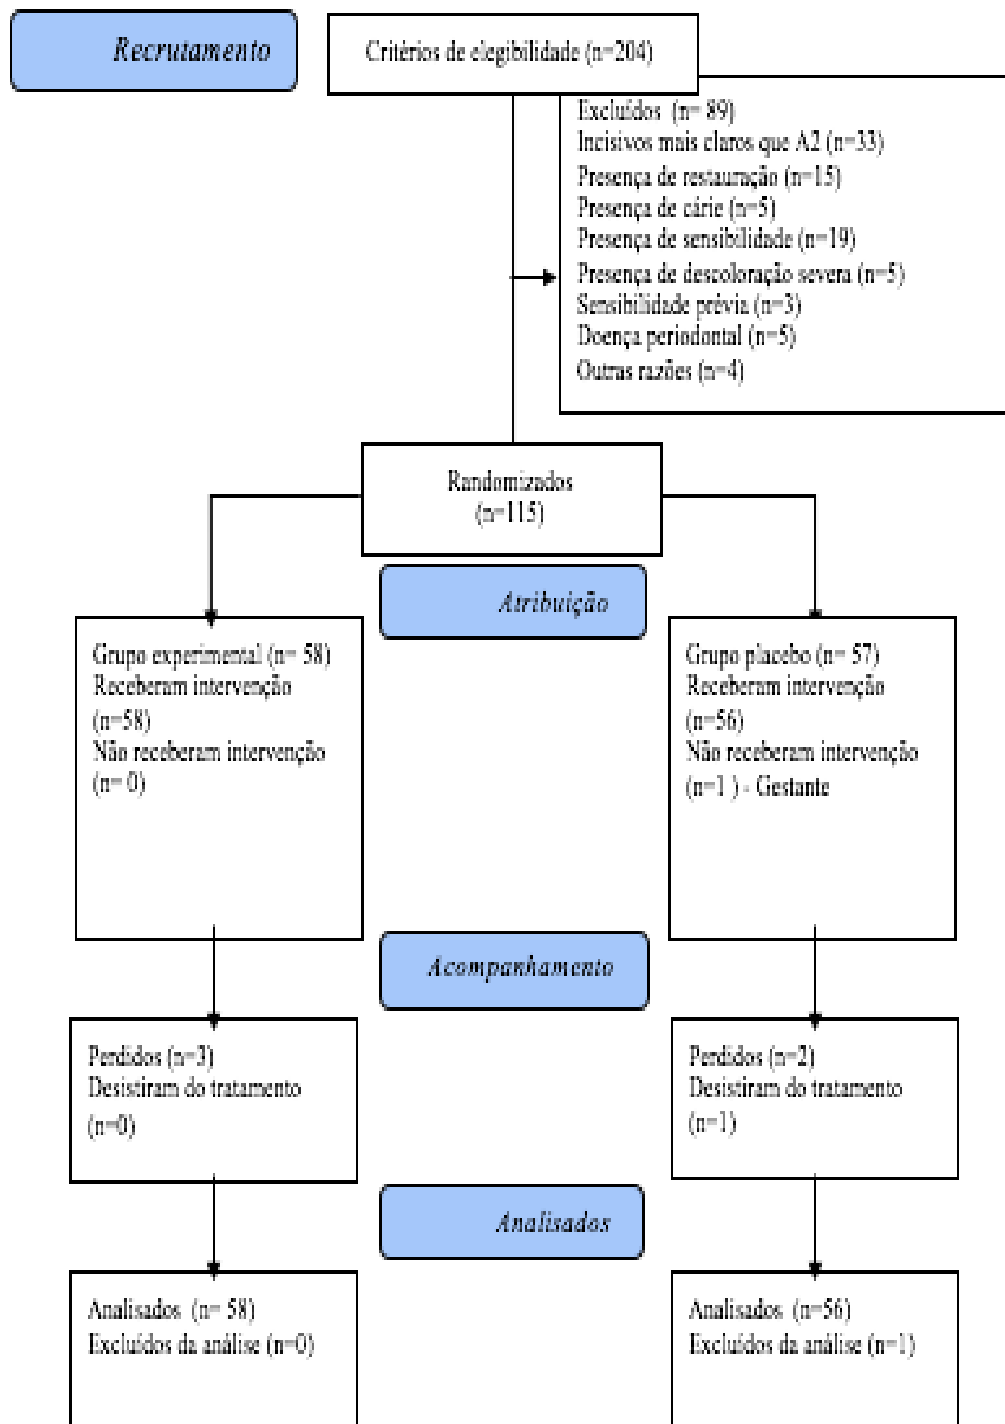 Recrutamento
Critérios de elegibilidade (n=204)
Excluídos (n= 89)
Incisivos mais claros que A2 (n=33)
Presença de restauração (n=15)
Presença de cárie (n=5)
Presença de sensibilidade (n=19)
Presença de descoloração severa (n=5)
Sensibilidade prévia (n=3)
Doença periodontal (n=5)
Outras razões (n=4)
Randomizados
(n=115)
Atribuição
Grupo experimental (n= 58)
Receberam intervenção
(n=58)
Não receberam intervenção
(n= 0)
Grupo placebo (n= 57)
Receberam intervenção
(n=56)
Não receberam intervenção
(n=1 ) - Gestante
Acompanhamento
Perdidos (n=3)
Desistiram do tratamento
(n=0)
Perdidos (n=2)
Desistiram do tratamento
(n=1)
Analisados
Analisados (n= 58)
Excluídos da análise (n=0)
Analisados (n=56)
Excluídos da análise (n=1)